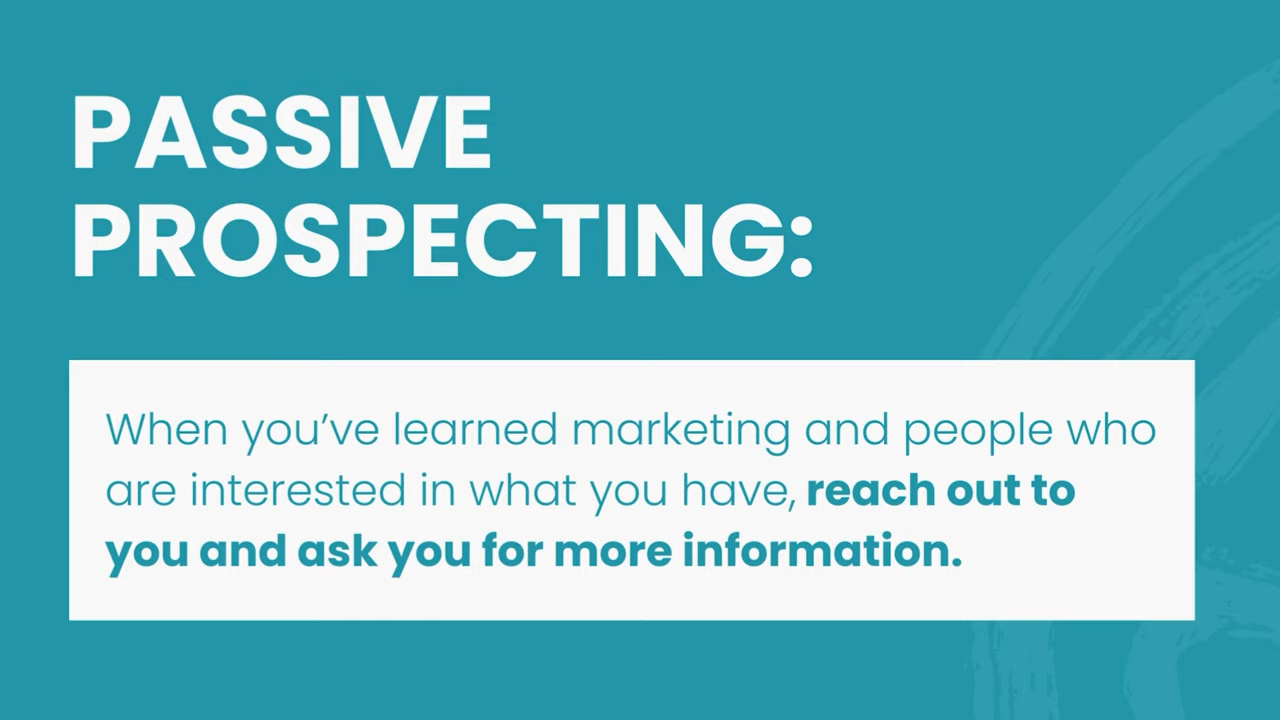 PASSIVE
PROSPECTING:
When you’ve learned marketing and people who
are interested in what you have, reach out to
you and ask you for more information.